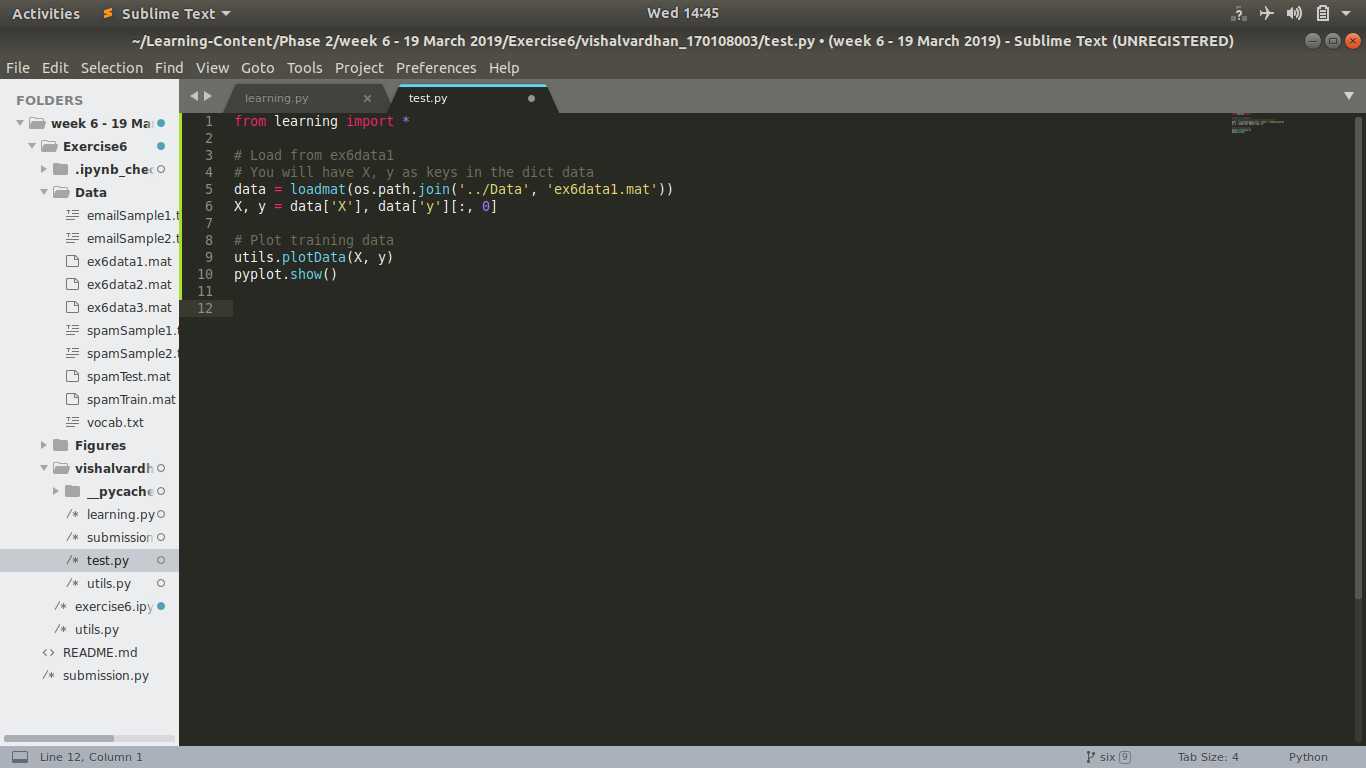 Activities Sublime Text Wed 14:45
~/Learning-Content/Phase 2/week 6 - 19 March 2019/Exercise6/vishalvardhan_170108003/test.py • (week 6 - 19 March 2019) - Sublime Text (UNREGISTERED)
File Edit Selection Find View Goto Tools Project Preferences Help
FOLDERS
week 6 - 19 Ma
Exercise6
.ipynb_che
Data
emailSample1.t
emailSample2.t
ex6data1.mat
ex6data2.mat
ex6data3.mat
spamSample1.t
spamSample2.t
spamTest.mat
spamTrain.mat
vocab.txt
Figures
vishalvardh
__pycache
learning.py
submission
test.py
utils.py
exercise6.ipy
utils.py
README.md
submission.py
learning.py × test.py
1 from learning import *
2
3 # Load from ex6data1
4 # You will have X, y as keys in the dict data
5 data = loadmat(os.path.join('../Data', 'ex6data1.mat'))
6 X, y = data['X'], data['y'][:, 0]
7
8 # Plot training data
9 utils.plotData(X, y)
10 pyplot.show()
11
12
Line 12, Column 1 six 9 Tab Size: 4 Python